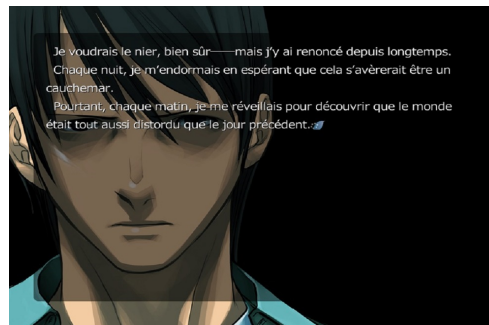 Je voudrais le nier, bien sûr──mais j’y ai renoncé depuis longtemps.
Chaque nuit, je m’endormais en espérant que cela s’avèrerait être un
cauchemar.
Pourtant, chaque matin, je me réveillais pour découvrir que le monde
était tout aussi distordu que le jour précédent.